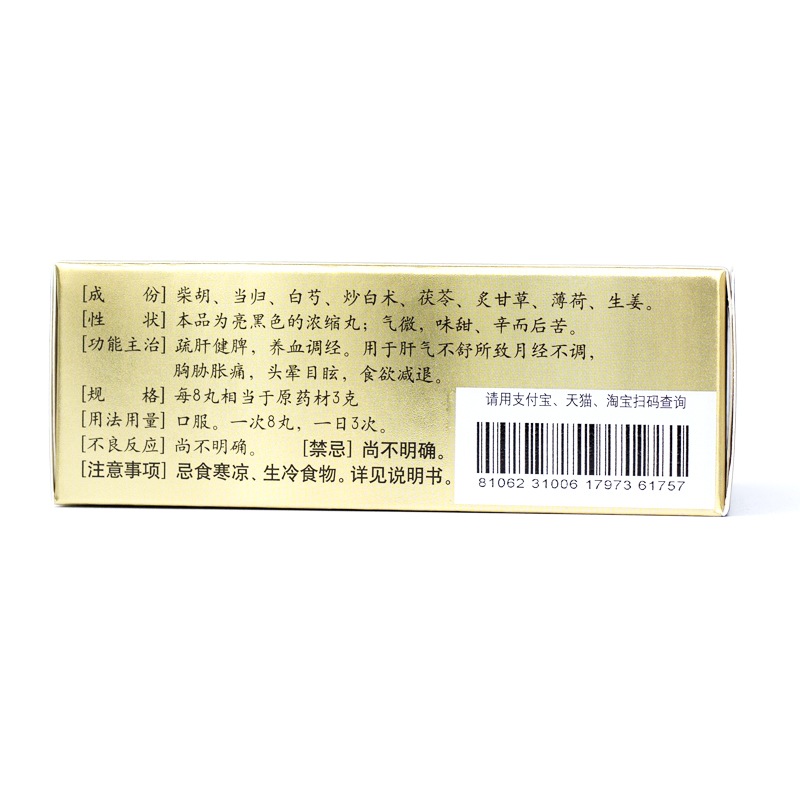 [成　份] 柴胡、当归、白芍、炒白术、茯苓、炙甘草、薄荷、生姜。
[性　状] 本品为亮黑色的浓缩丸；气微，味甜、辛而后苦。
[功能主治] 疏肝健脾，养血调经。用于肝气不舒所致月经不调，
胸胁胀痛，头晕目眩，食欲减退。
[规　格] 每8丸相当于原药材3克
[用法用量] 口服。一次8丸，一日3次。
[不良反应] 尚不明确。　[禁忌] 尚不明确。
[注意事项] 忌食寒凉、生冷食物。详见说明书。
请用支付宝、天猫、淘宝扫码查询
81062 31006 17973 61757